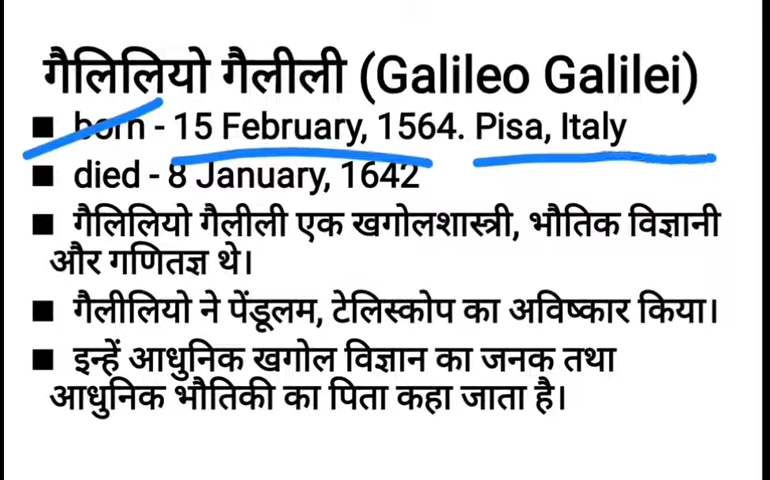 गैलिलियो गैलीली (Galileo Galilei)
■ born - 15 February, 1564. Pisa, Italy
■ died - 8 January, 1642
■ गैलिलियो गैलीली एक खगोलशास्त्री, भौतिक विज्ञानी
और गणितज्ञ थे।
■ गैलीलियो ने पेंडूलम, टेलिस्कोप का अविष्कार किया।
■ इन्हें आधुनिक खगोल विज्ञान का जनक तथा
आधुनिक भौतिकी का पिता कहा जाता है।